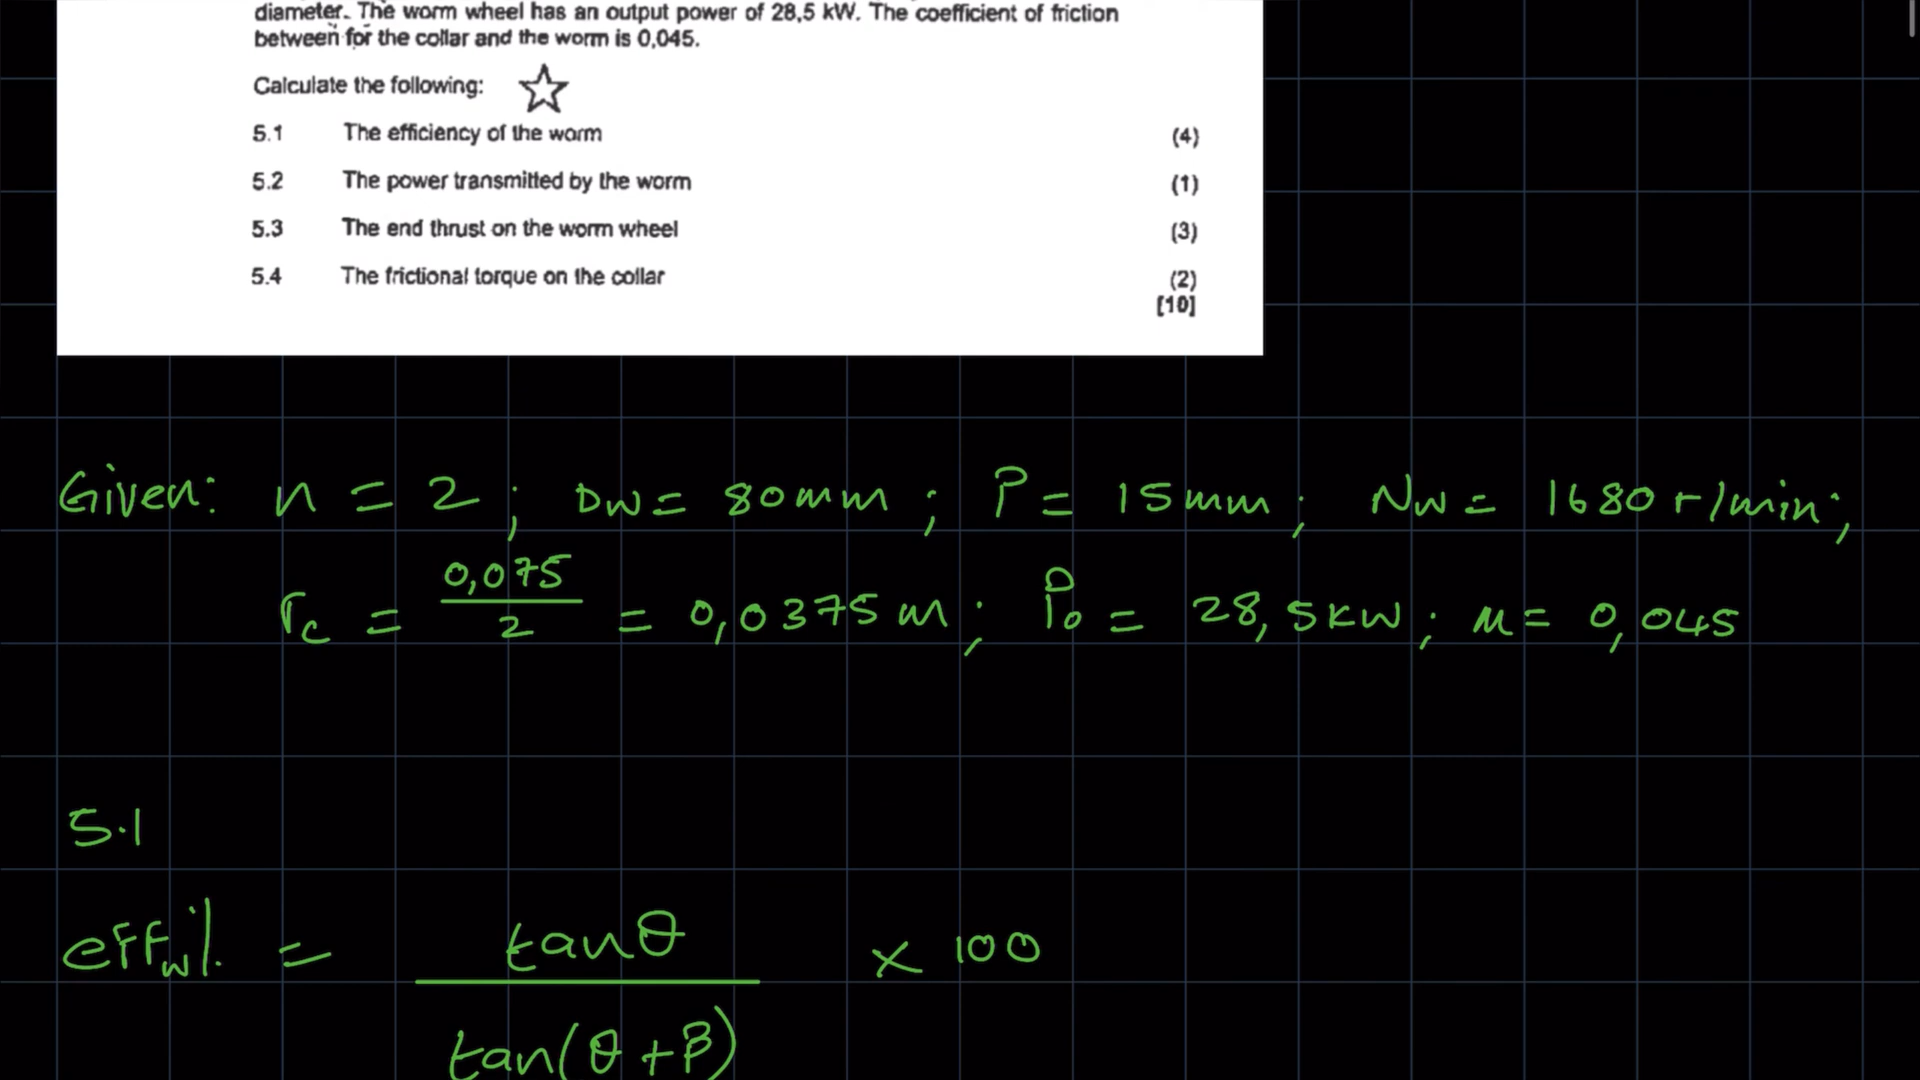 diameter. The worm wheel has an output power of 28,5 kW. The coefficient of friction
between for the collar and the worm is 0,045.
Calculate the following:
5.1 The efficiency of the worm (4)
5.2 The power transmitted by the worm (1)
5.3 The end thrust on the worm wheel (3)
5.4 The frictional torque on the collar (2)
[10]
Given: n = 2 ; DW = 80mm ; P = 15mm ; NW = 1680 r/min ;
rc = 0,075 / 2 = 0,0375m ; Po = 28,5kW ; μ = 0,045
5.1
effw% = tanθ / tan(θ + β) × 100